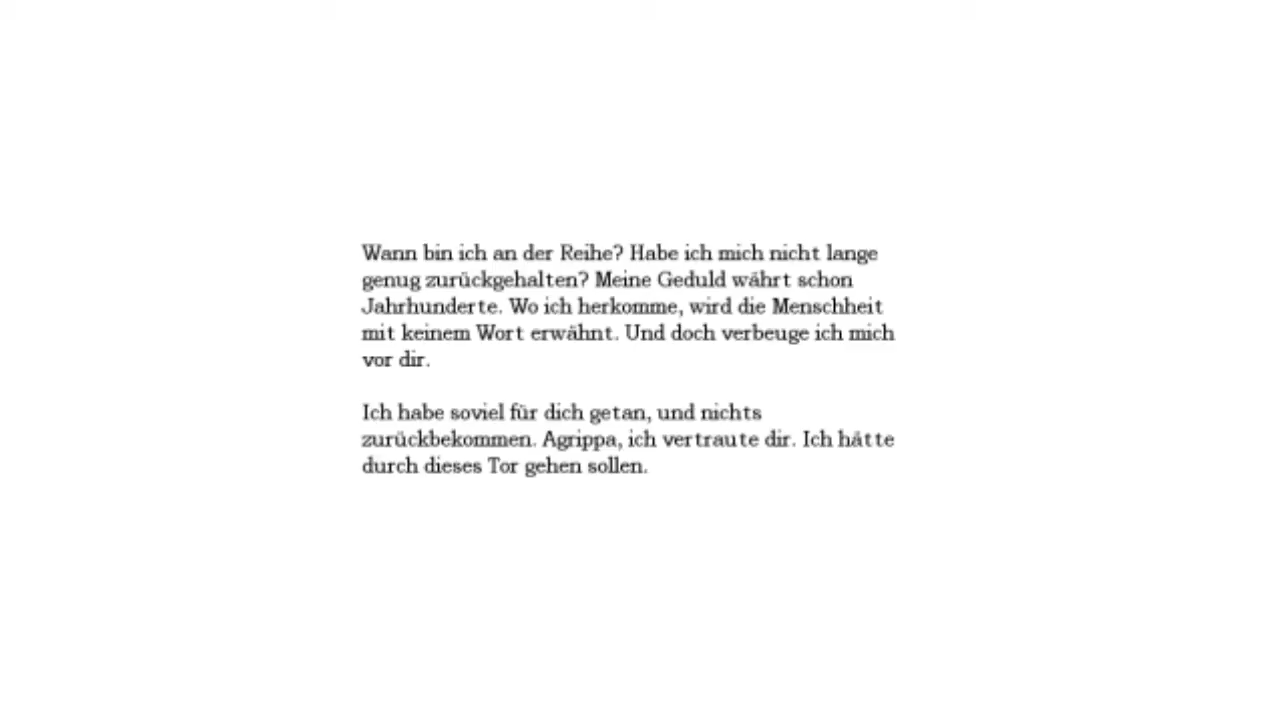 Wann bin ich an der Reihe? Habe ich mich nicht lange
genug zurückgehalten? Meine Geduld währt schon
Jahrhunderte. Wo ich herkomme, wird die Menschheit
mit keinem Wort erwähnt. Und doch verbeuge ich mich
vor dir.
Ich habe soviel für dich getan, und nichts
zurückbekommen. Agrippa, ich vertraute dir. Ich hätte
durch dieses Tor gehen sollen.